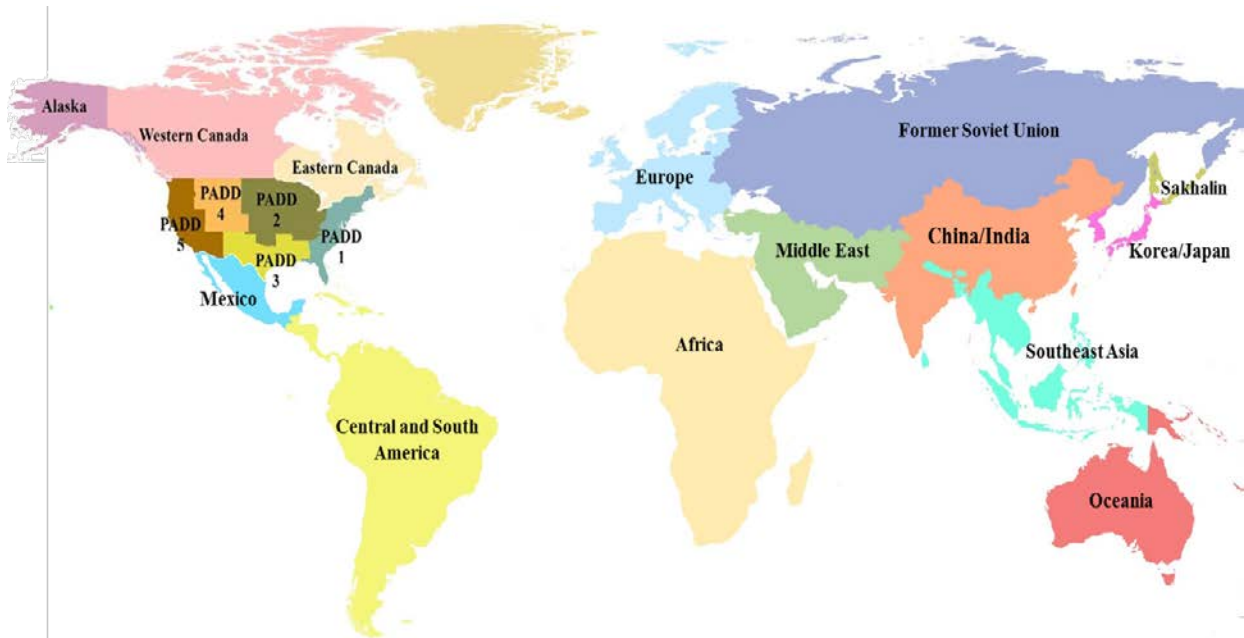 Alaska
Western Canada
Eastern Canada
PADD
4
PADD
2
PADD
5
PADD
1
PADD
3
Mexico
Central and South
America
Europe
Former Soviet Union
Sakhalin
Korea/Japan
China/India
Middle East
Africa
Southeast Asia
Oceania